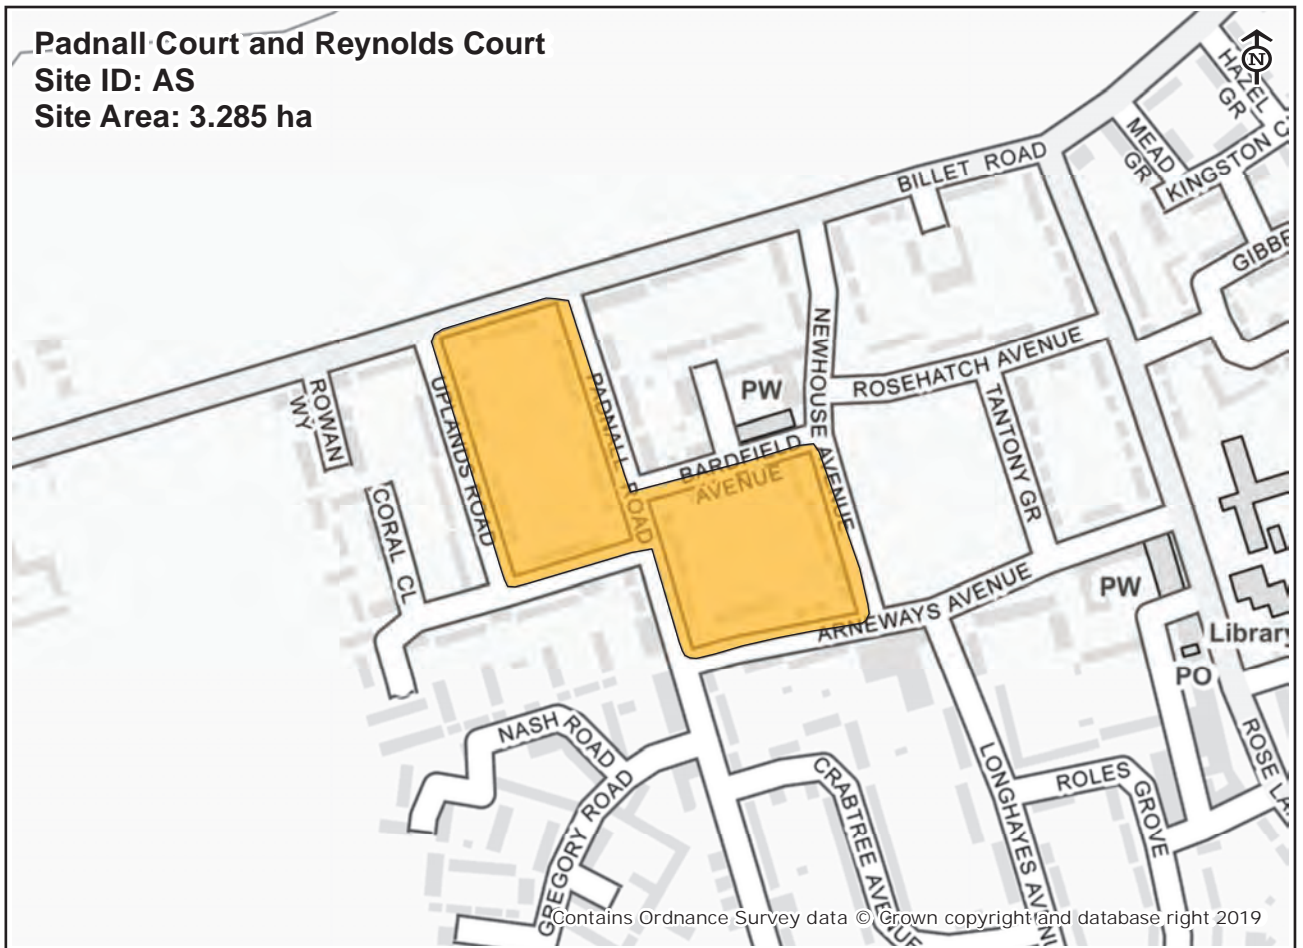 Padnall Court and Reynolds Court
Site ID: AS
Site Area: 3.285 ha
N
HAZEL
GR
MEAD
GR
KINGSTON
BILLET ROAD
GIBBE
NEWHOUSE AVENUE
ROSEHATCH AVENUE
PW
TANTONY GR
ROWAN
WY
UPLANDS ROAD
PADNALL ROAD
BARDFIELD
AVENUE
CORAL CL
ARNEWAYS AVENUE
PW
Library
PO
NASH ROAD
GREGORY ROAD
CRABTREE AVENUE
LONGHAYES AVEN
ROLES
GROVE
ROSE LA
Contains Ordnance Survey data © Crown copyright and database right 2019